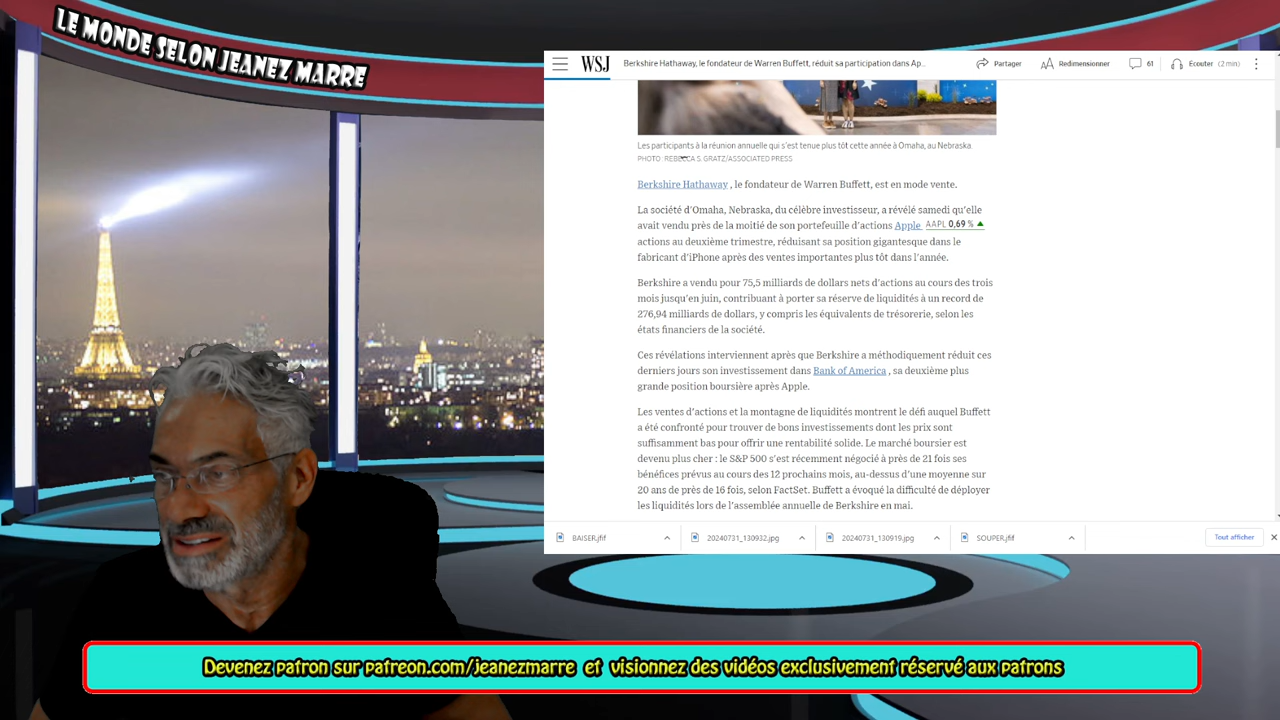 LE MONDE SELON JEANEZ MARRE
WSJ Berkshire Hathaway, le fondateur de Warren Buffett, réduit sa participation dans Ap... Partager AA Redimensionner 61 Ecouter (2 min)
Les participants à la réunion annuelle qui s'est tenue plus tôt cette année à Omaha, au Nebraska.
PHOTO REBECCA S. GRATZ/ASSOCIATED PRESS
Berkshire Hathaway , le fondateur de Warren Buffett, est en mode vente.
La société d'Omaha, Nebraska, du célèbre investisseur, a révélé samedi qu'elle
avait vendu près de la moitié de son portefeuille d'actions Apple AAPL 0,69 %
actions au deuxième trimestre, réduisant sa position gigantesque dans le
fabricant d'iPhone après des ventes importantes plus tôt dans l'année.
Berkshire a vendu pour 75,5 milliards de dollars nets d'actions au cours des trois
mois jusqu'en juin, contribuant à porter sa réserve de liquidités à un record de
276,94 milliards de dollars, y compris les équivalents de trésorerie, selon les
états financiers de la société.
Ces révélations interviennent après que Berkshire a méthodiquement réduit ces
derniers jours son investissement dans Bank of America , sa deuxième plus
grande position boursière après Apple.
Les ventes d'actions et la montagne de liquidités montrent le défi auquel Buffett
a été confronté pour trouver de bons investissements dont les prix sont
suffisamment bas pour offrir une rentabilité solide. Le marché boursier est
devenu plus cher : le S&P 500 s'est récemment négocié à près de 21 fois ses
bénéfices prévus au cours des 12 prochains mois, au-dessus d'une moyenne sur
20 ans de près de 16 fois, selon FactSet. Buffett a évoqué la difficulté de déployer
les liquidités lors de l'assemblée annuelle de Berkshire en mai.
BAISER.jfif 20240731_130932.jpg 20240731_130919.jpg SOUPER.jfif Tout afficher
Devenez patron sur patreon.com/jeanezmarre et visionnez des vidéos exclusivement réservé aux patrons